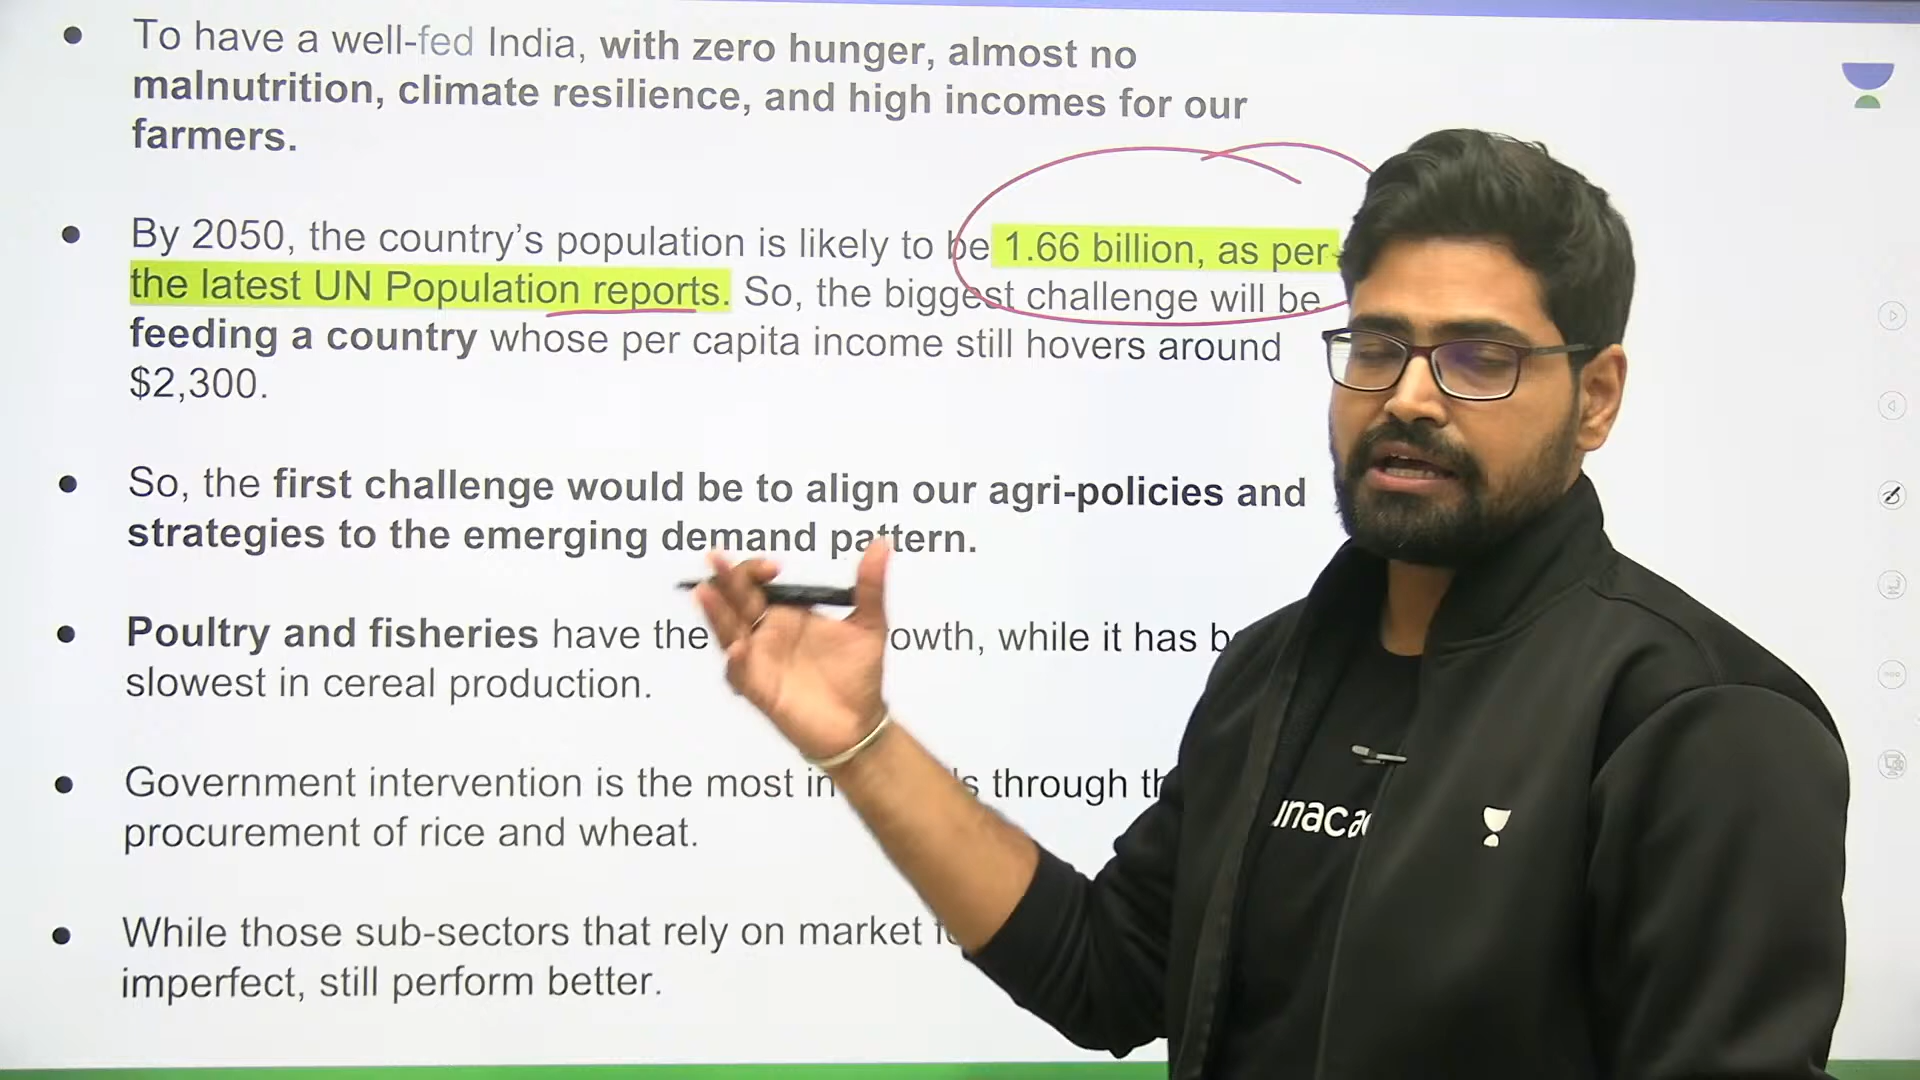 ● To have a well-fed India, with zero hunger, almost no
malnutrition, climate resilience, and high incomes for our
farmers.
● By 2050, the country’s population is likely to be 1.66 billion, as per
the latest UN Population reports. So, the biggest challenge will be
feeding a country whose per capita income still hovers around
$2,300.
● So, the first challenge would be to align our agri-policies and
strategies to the emerging demand pattern.
● Poultry and fisheries have the owth, while it has b
slowest in cereal production.
● Government intervention is the most in s through th
procurement of rice and wheat.
● While those sub-sectors that rely on market
imperfect, still perform better.
unaca